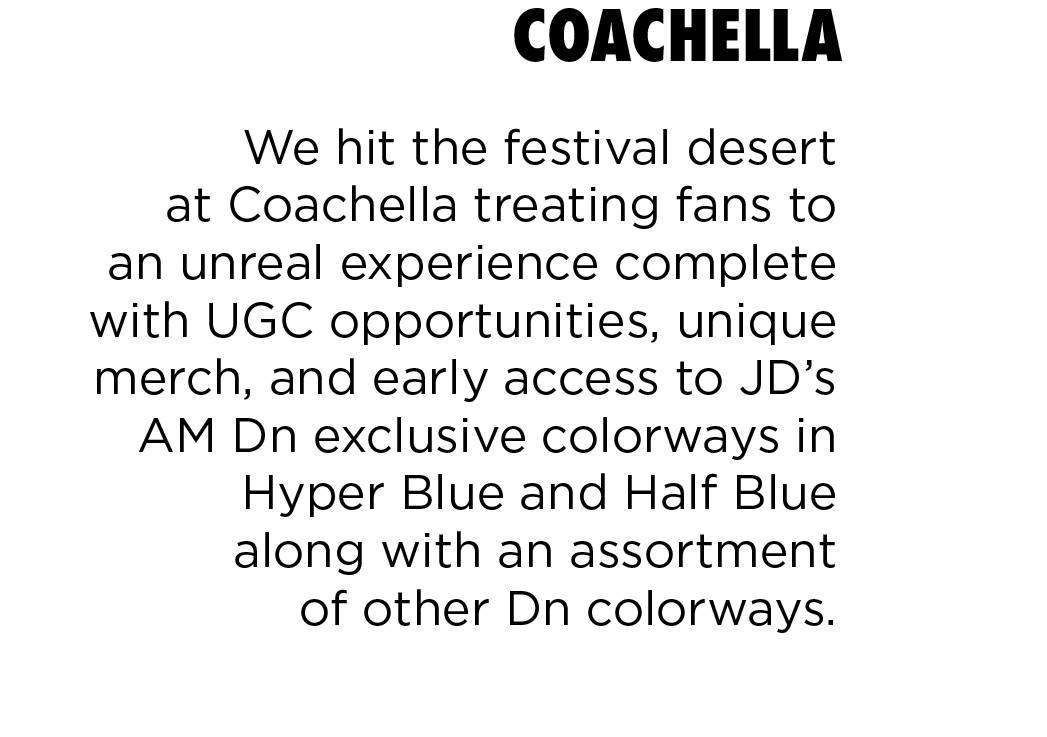 COACHELLA
We hit the festival desert
at Coachella treating fans to
an unreal experience complete
with UGC opportunities, unique
merch, and early access to JD’s
AM Dn exclusive colorways in
Hyper Blue and Half Blue
along with an assortment
of other Dn colorways.